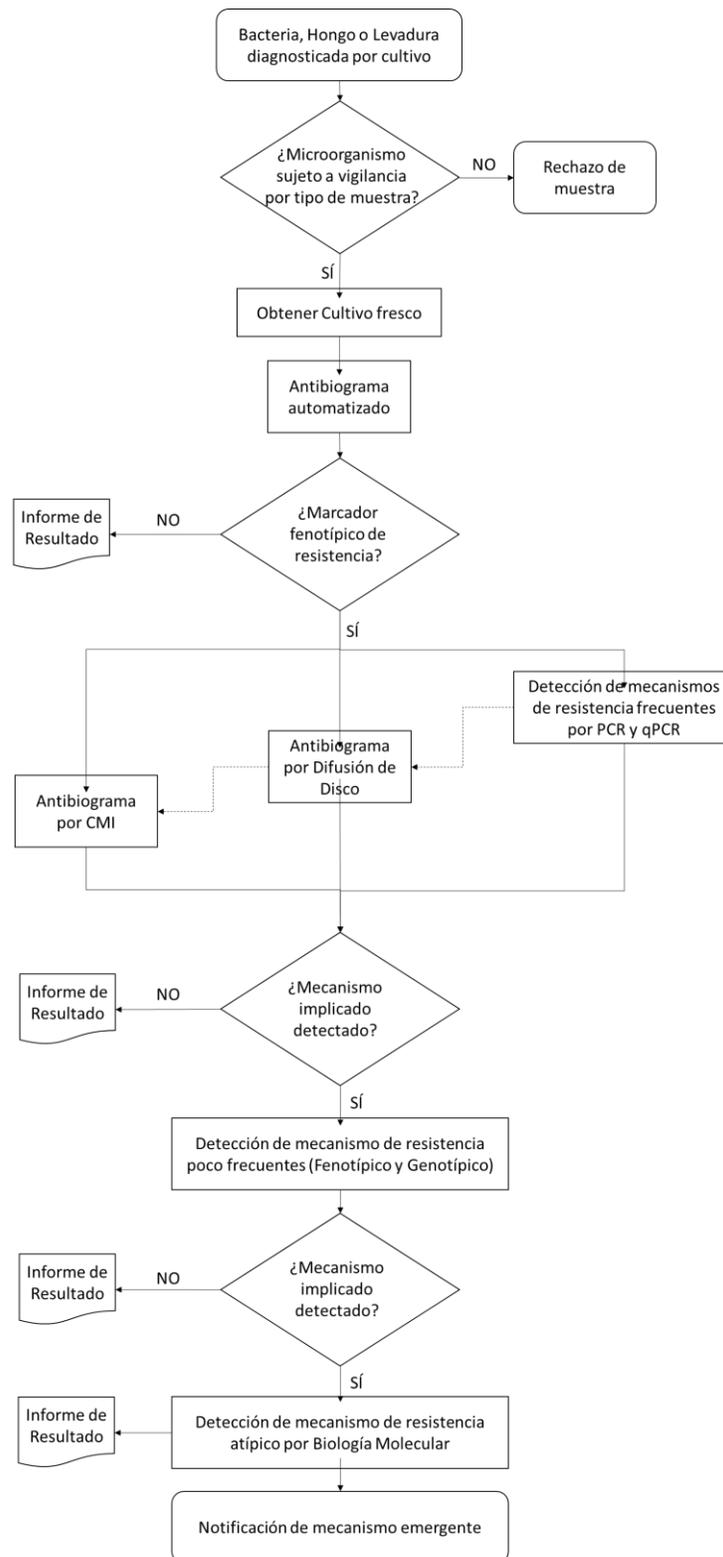 Bacteria, Hongo o Levadura
diagnosticada por cultivo
¿Microorganismo
sujeto a vigilancia
por tipo de muestra?
NO
Rechazo de
muestra
SÍ
Obtener Cultivo fresco
Antibiograma
automatizado
¿Marcador
fenotípico de
resistencia?
NO
Informe de
Resultado
SÍ
Detección de mecanismos
de resistencia frecuentes
por PCR y qPCR
Antibiograma
por Difusión de
Disco
Antibiograma
por CMI
¿Mecanismo
implicado
detectado?
NO
Informe de
Resultado
SÍ
Detección de mecanismo de resistencia
poco frecuentes (Fenotípico y Genotípico)
¿Mecanismo
implicado
detectado?
NO
Informe de
Resultado
SÍ
Detección de mecanismo de resistencia
atípico por Biología Molecular
Informe de
Resultado
Notificación de mecanismo emergente